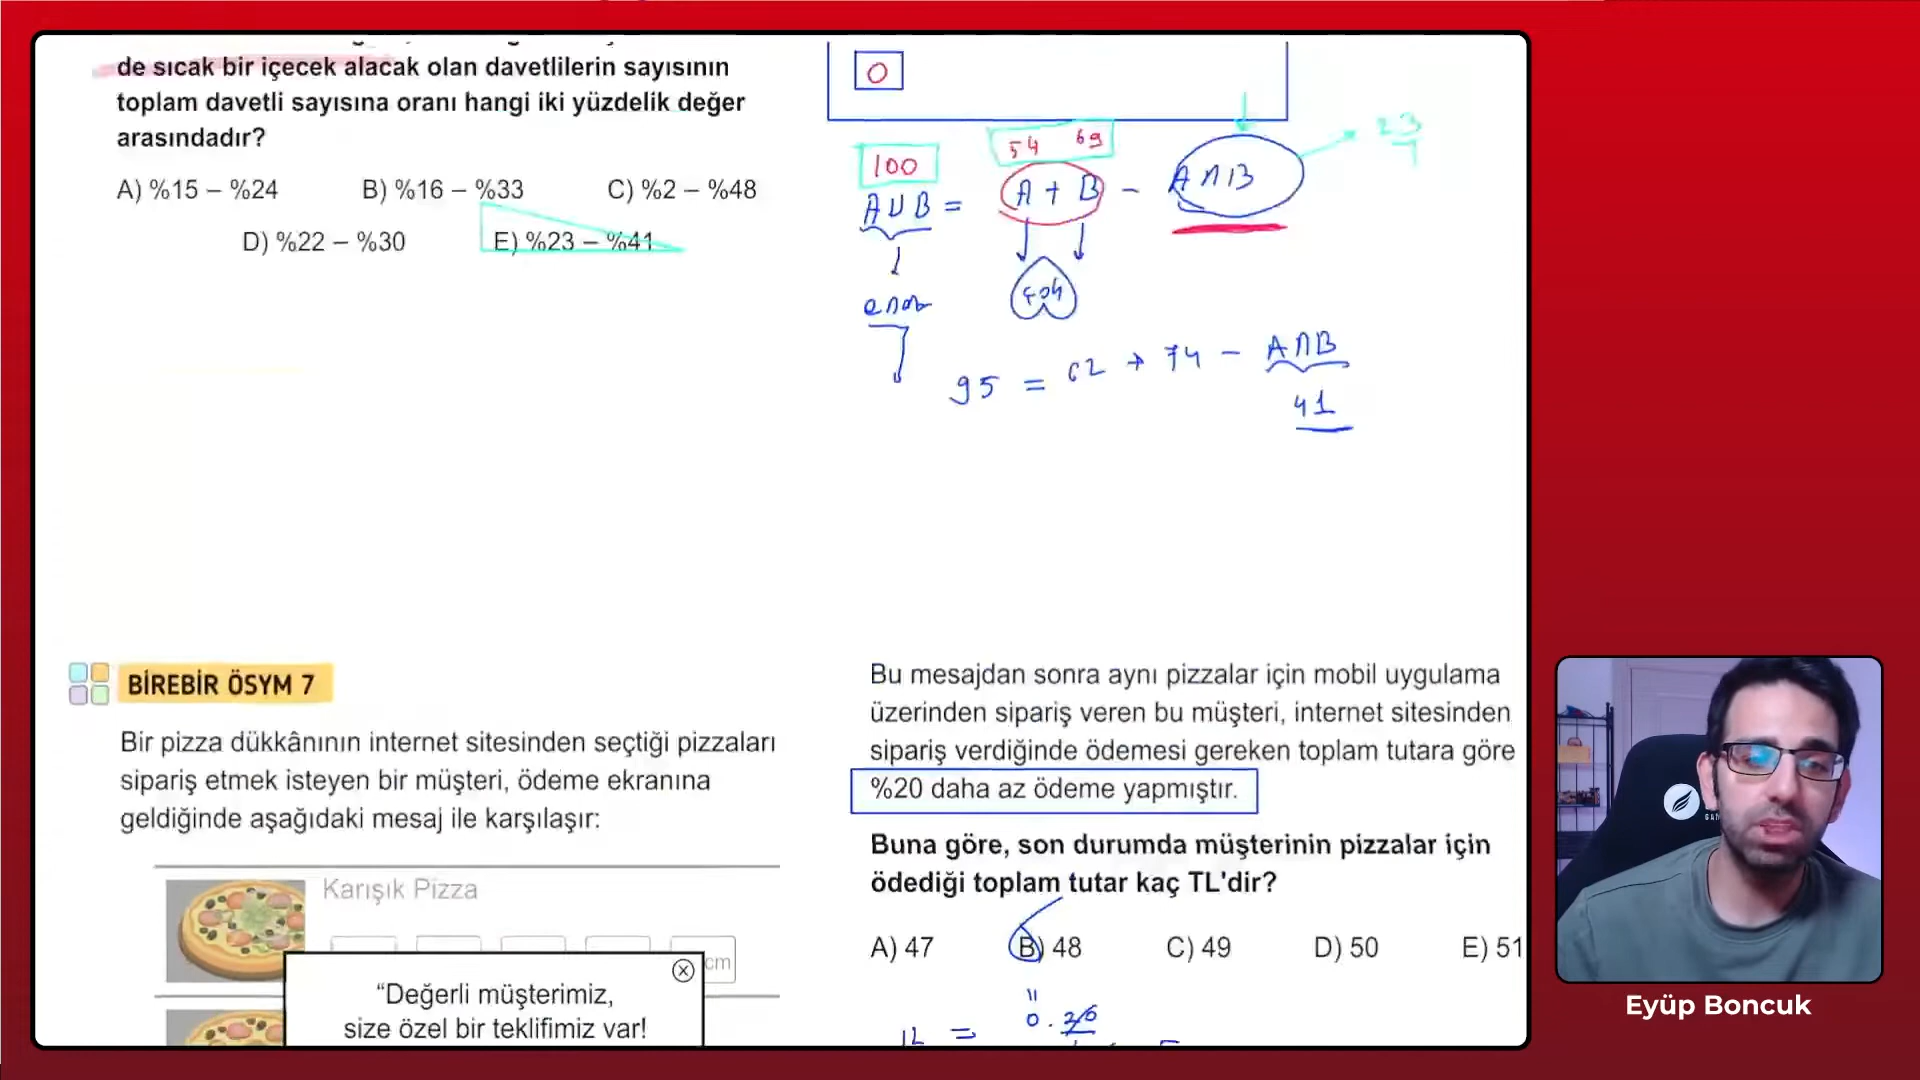 de sıcak bir içecek alacak olan davetlilerin sayısının
toplam davetli sayısına oranı hangi iki yüzdelik değer
arasındadır?
A) %15 – %24
B) %16 – %33
C) %2 – %48
D) %22 – %30
E) %23 – %41
0
100
54 69
23
A∪B = A + B − A∩B
çok
95 = 62 + 74 − A∩B
41
BİREBİR ÖSYM 7
Bir pizza dükkânının internet sitesinden seçtiği pizzaları
sipariş etmek isteyen bir müşteri, ödeme ekranına
geldiğinde aşağıdaki mesaj ile karşılaşır:
Karışık Pizza
cm
“Değerli müşterimiz,
size özel bir teklifimiz var!
Bu mesajdan sonra aynı pizzalar için mobil uygulama
üzerinden sipariş veren bu müşteri, internet sitesinden
sipariş verdiğinde ödemesi gereken toplam tutara göre
%20 daha az ödeme yapmıştır.
Buna göre, son durumda müşterinin pizzalar için
ödediği toplam tutar kaç TL'dir?
A) 47
B) 48
C) 49
D) 50
E) 51
Eyüp Boncuk